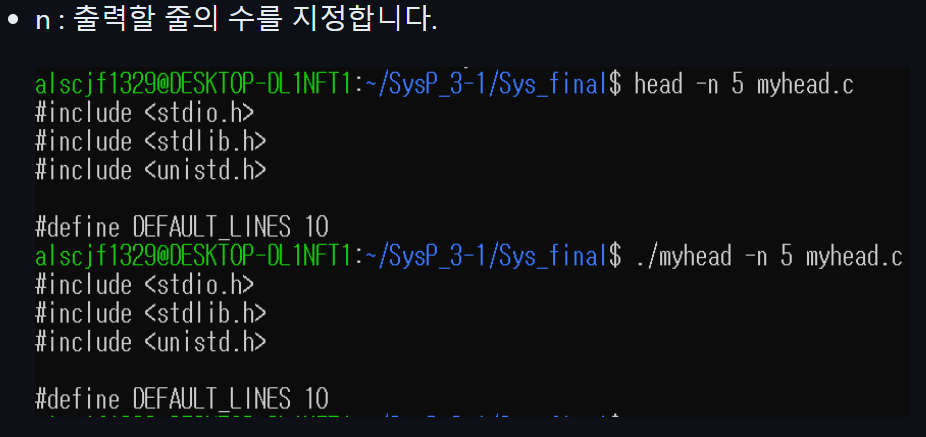 n : 출력할 줄의 수를 지정합니다.
alscjf1329@DESKTOP-DL1NFT1:~/SysP_3-1/Sys_final$ head -n 5 myhead.c
#include <stdio.h>
#include <stdlib.h>
#include <unistd.h>
#define DEFAULT_LINES 10
alscjf1329@DESKTOP-DL1NFT1:~/SysP_3-1/Sys_final$ ./myhead -n 5 myhead.c
#include <stdio.h>
#include <stdlib.h>
#include <unistd.h>
#define DEFAULT_LINES 10